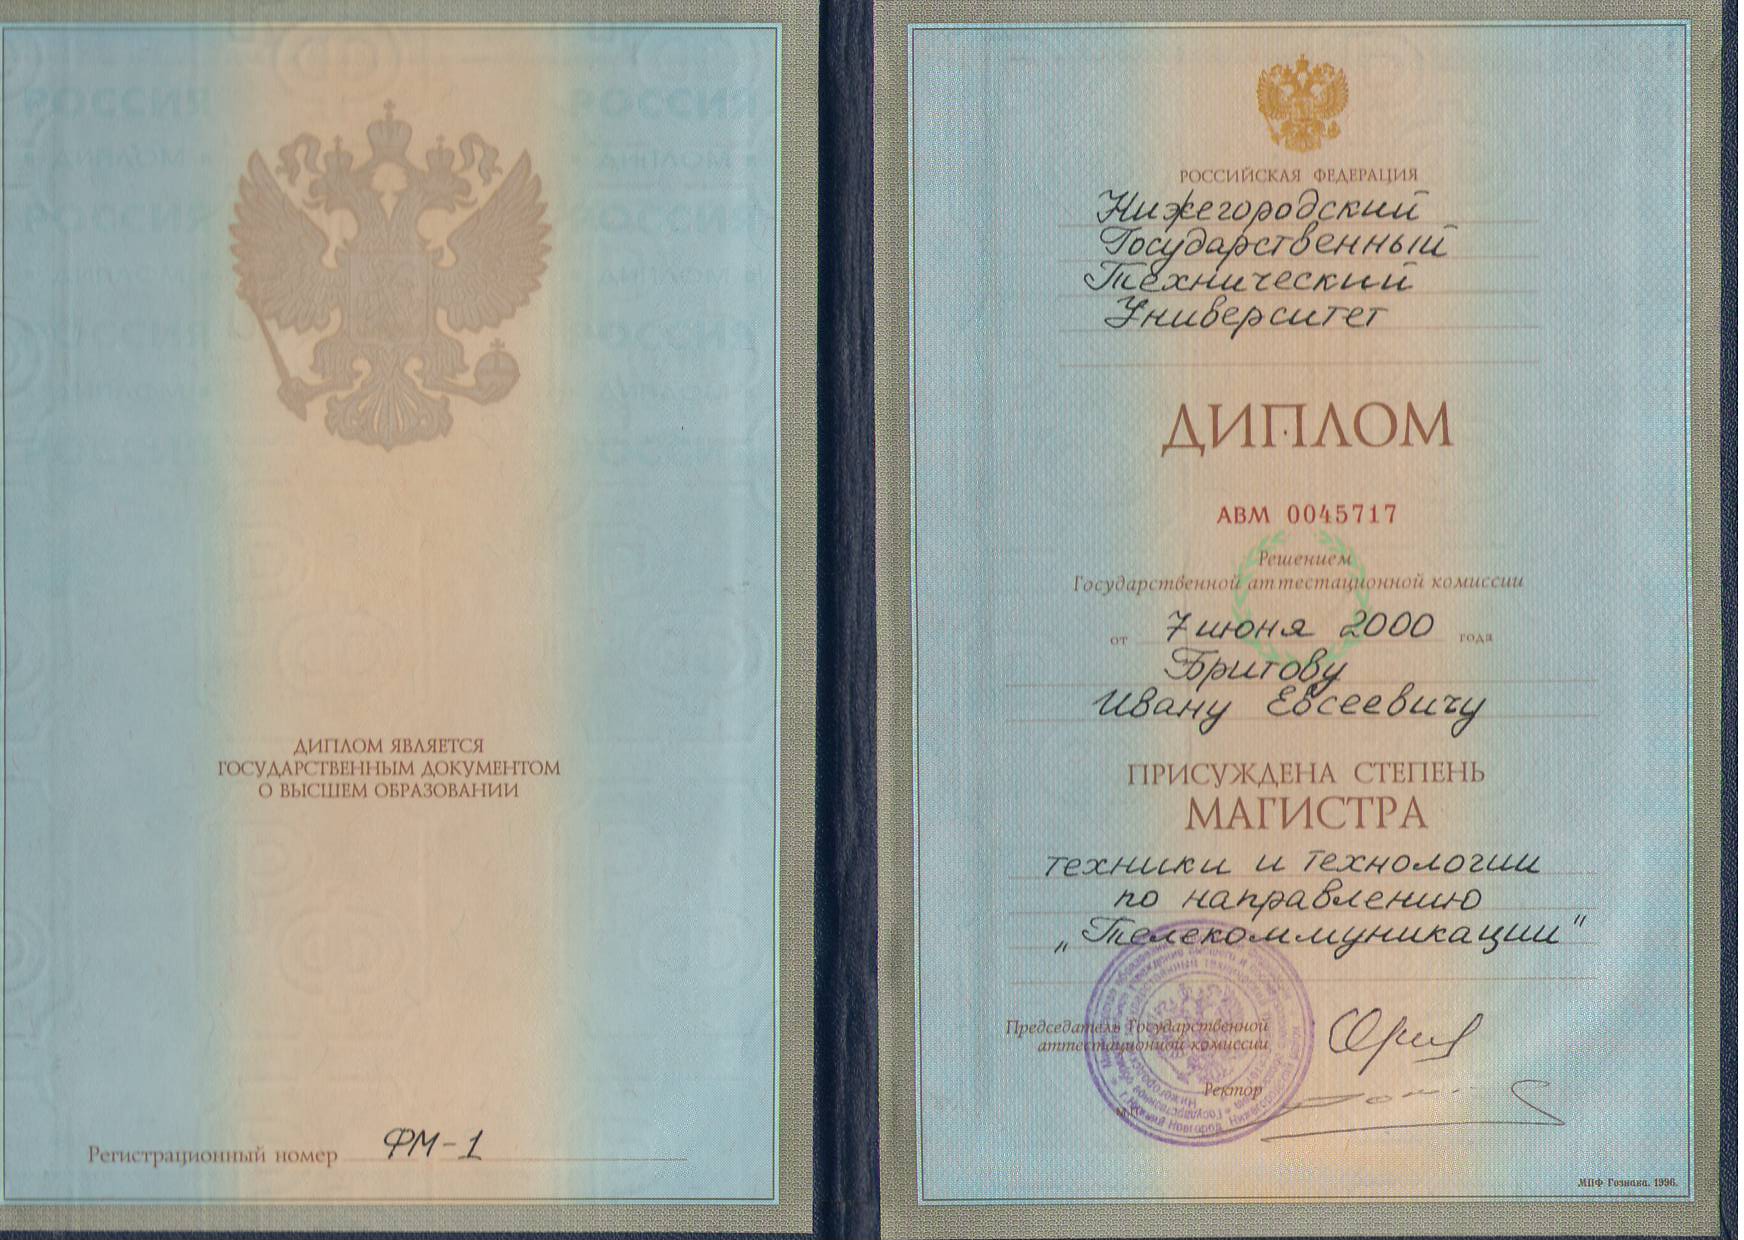 ДИПЛОМ ЯВЛЯЕТСЯ
ГОСУДАРСТВЕННЫМ ДОКУМЕНТОМ
О ВЫСШЕМ ОБРАЗОВАНИИ
Регистрационный номер ФМ-1
РОССИЙСКАЯ ФЕДЕРАЦИЯ
Нижегородский
Государственный
Технический
Университет
ДИПЛОМ
АВМ 0045717
Решением
Государственной аттестационной комиссии
от 7 июня 2000 года
Бритову
Ивану Евсеевичу
ПРИСУЖДЕНА СТЕПЕНЬ
МАГИСТРА
техники и технологии
по направлению
„Телекоммуникации"
Председатель Государственной
аттестационной комиссии
Ректор
М.П.
МПФ Гознака. 1996.